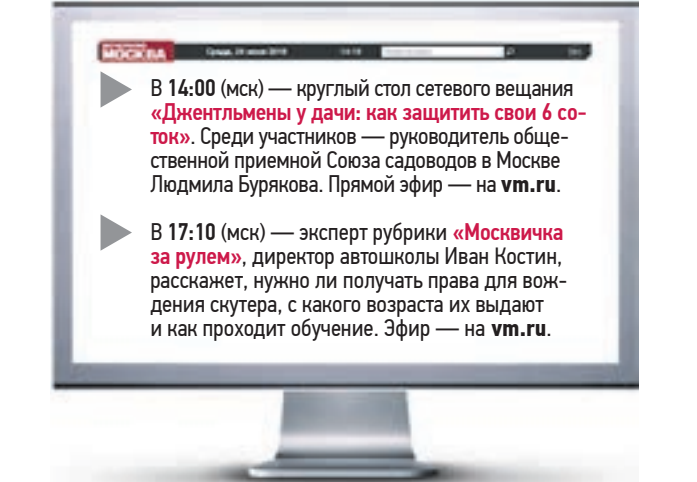 МОСКВА
В 14:00 (мск) — круглый стол сетевого вещания
«Джентльмены у дачи: как защитить свои 6 со-
ток». Среди участников — руководитель обще-
ственной приемной Союза садоводов в Москве
Людмила Бурякова. Прямой эфир — на vm.ru.
В 17:10 (мск) — эксперт рубрики «Москвичка
за рулем», директор автошколы Иван Костин,
расскажет, нужно ли получать права для вож-
дения скутера, с какого возраста их выдают
и как проходит обучение. Эфир — на vm.ru.